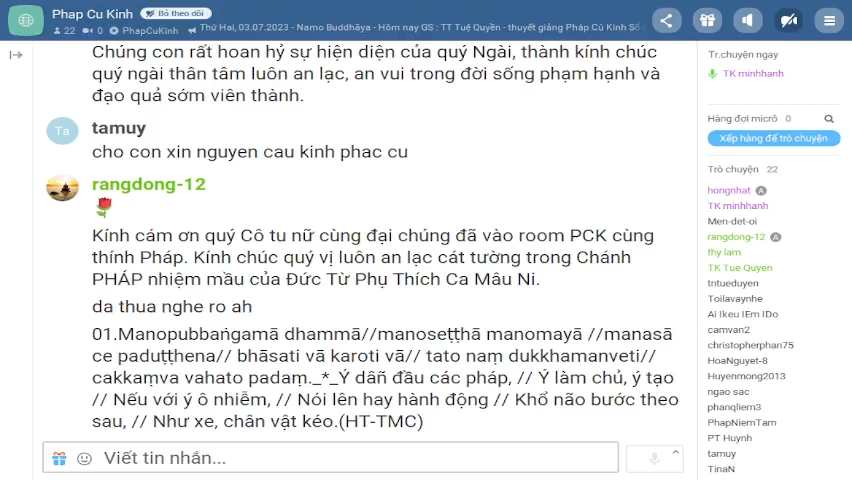 Phap Cu Kinh
Bỏ theo dõi
22 0 PhapCuKinh
Thứ Hai, 03.07.2023 - Namo Buddhāya - Hôm nay GS : TT Tuệ Quyền - thuyết giảng Pháp Cú Kinh Số
Chúng con rất hoan hỷ sự hiện diện của quý Ngài, thành kính chúc
quý ngài thân tâm luôn an lạc, an vui trong đời sống phạm hạnh và
đạo quả sớm viên thành.
Ta
tamuy
cho con xin nguyen cau kinh phac cu
rangdong-12
Kính cám ơn quý Cô tu nữ cùng đại chúng đã vào room PCK cùng
thính Pháp. Kính chúc quý vị luôn an lạc cát tường trong Chánh
PHÁP nhiệm mầu của Đức Từ Phụ Thích Ca Mâu Ni.
da thua nghe ro ah
01.Manopubbaṅgamā dhammā//manoseṭṭhā manomayā //manasā
ce paduṭṭhena// bhāsati vā karoti vā// tato naṃ dukkhamanveti//
cakkaṃva vahato padaṃ._*_Ý dẫn đầu các pháp, // Ý làm chủ, ý tạo
// Nếu với ý ô nhiễm, // Nói lên hay hành động // Khổ não bước theo
sau, // Như xe, chân vật kéo.(HT-TMC)
Viết tin nhắn...
Tr.chuyện ngay
TK minhhanh
Hàng đợi micrô 0
Xếp hàng để trò chuyện
Trò chuyện 22
hongnhat A
TK minhhanh
Men-det-oi
rangdong-12 A
thy lam
TK Tue Quyen
tntueduyen
Toilavaynhe
Ai Ikeu IEm IDo
camvan2
christopherphan75
HoaNguyet-8
Huyenmong2013
ngao sac
phanqliem3
PhapNiemTam
PT Huynh
tamuy
TinaN